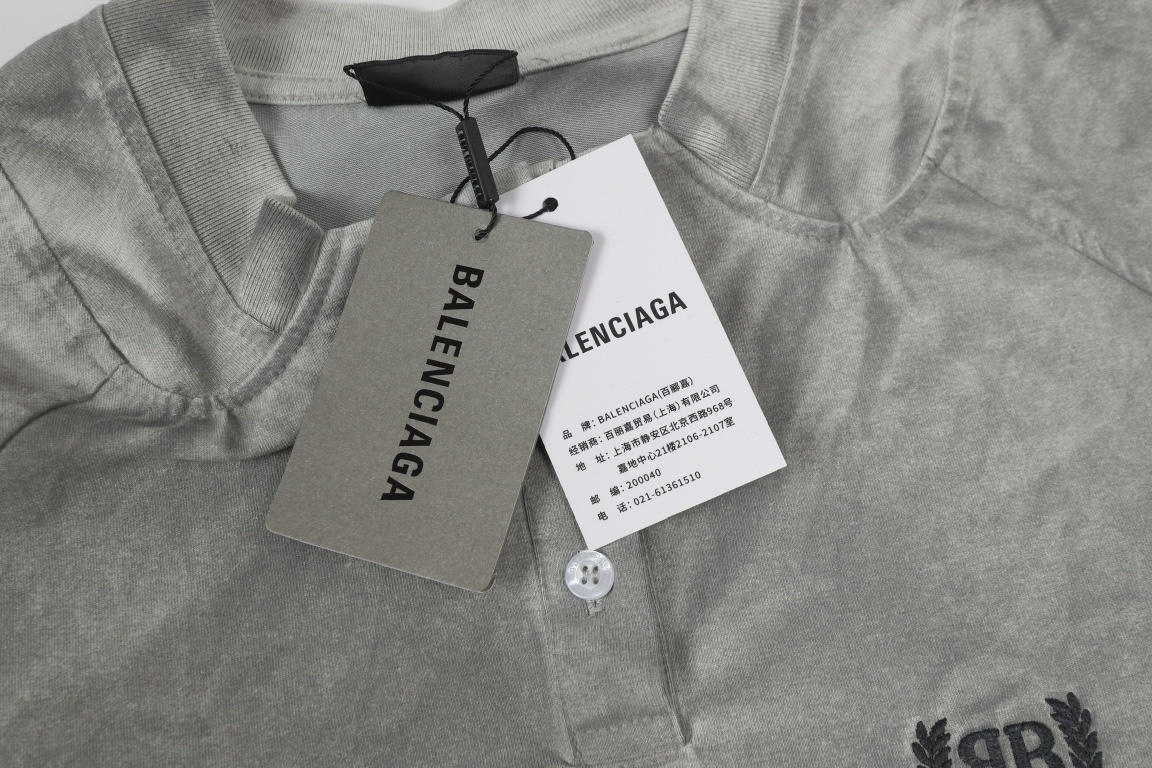 BALENCIAGA
LENCIAGA
品 牌：BALENCIAGA(百郦嘉)
经销商：百丽嘉贸易（上海）有限公司
地 址：上海市静安区北京西路968号
嘉地中心21楼2106-2107室
邮 编：200040
电 话：021-61361510
BB